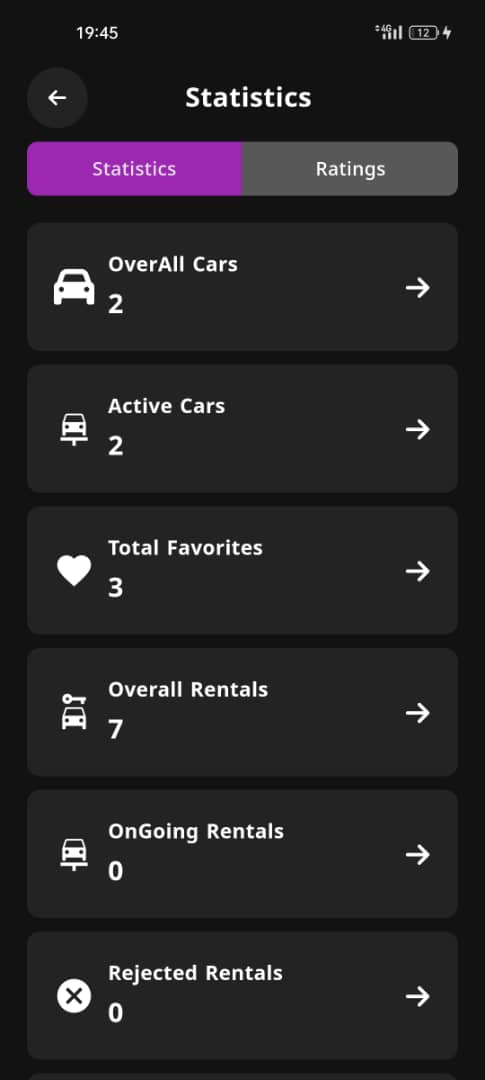 19:45
4G
12
Statistics
Statistics
Ratings
OverAll Cars
2
Active Cars
2
Total Favorites
3
Overall Rentals
7
OnGoing Rentals
0
Rejected Rentals
0